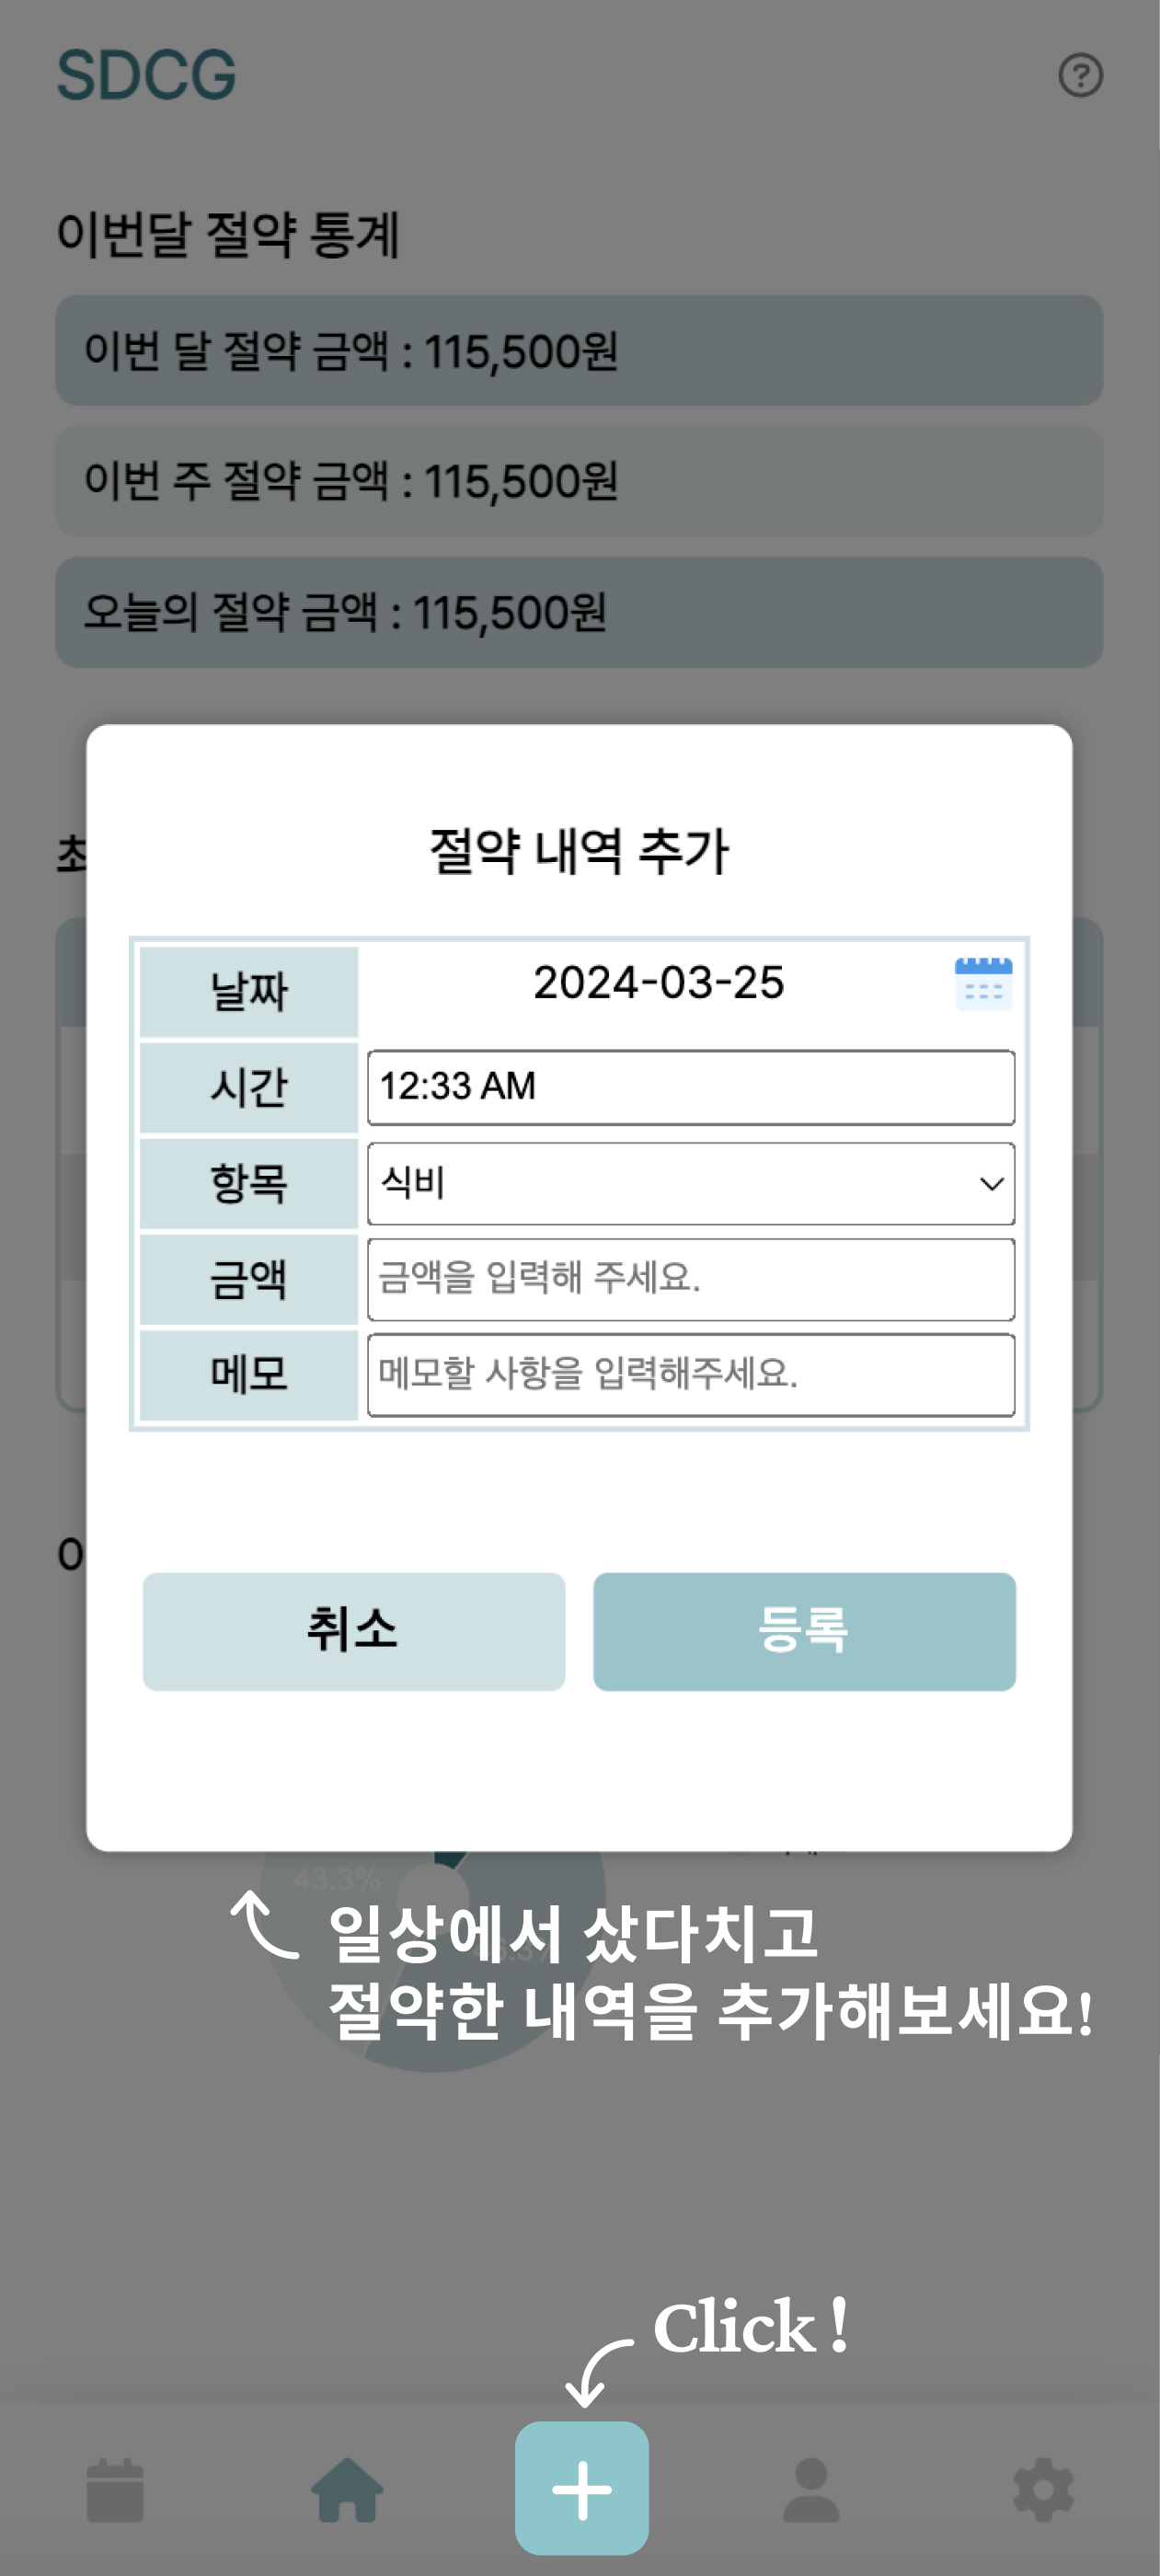 SDCG
이번달 절약 통계
이번 달 절약 금액 : 115,500원
이번 주 절약 금액 : 115,500원
오늘의 절약 금액 : 115,500원
절약 내역 추가
날짜 2024-03-25
시간 12:33 AM
항목 식비
금액 금액을 입력해 주세요.
메모 메모할 사항을 입력해주세요.
취소 등록
43.3%
일상에서 샀다치고
절약한 내역을 추가해보세요!
Click !